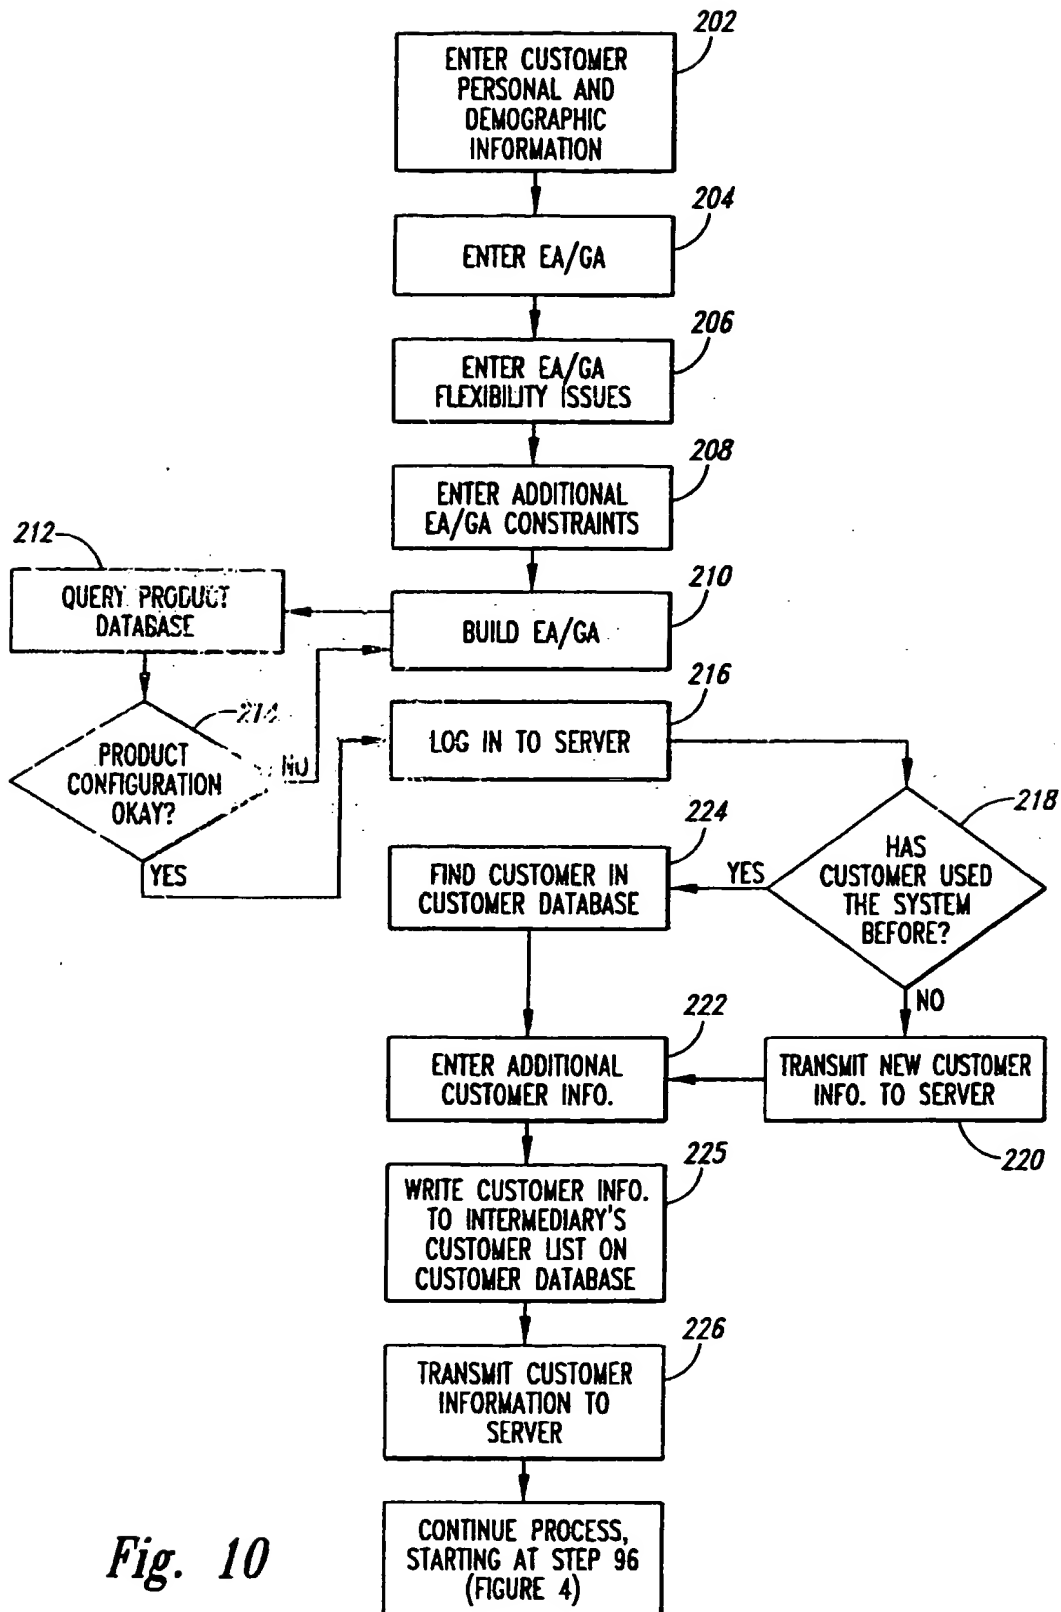 202
ENTER CUSTOMER
PERSONAL AND
DEMOGRAPHIC
INFORMATION
204
ENTER EA/GA
206
ENTER EA/GA
FLEXIBILITY ISSUES
208
ENTER ADDITIONAL
EA/GA CONSTRAINTS
212
QUERY PRODUCT
DATABASE
210
BUILD EA/GA
214
PRODUCT
CONFIGURATION
OKAY?
NO
YES
216
LOG IN TO SERVER
218
HAS
CUSTOMER USED
THE SYSTEM
BEFORE?
YES
NO
224
FIND CUSTOMER IN
CUSTOMER DATABASE
222
ENTER ADDITIONAL
CUSTOMER INFO.
TRANSMIT NEW CUSTOMER
INFO. TO SERVER
220
225
WRITE CUSTOMER INFO.
TO INTERMEDIARY'S
CUSTOMER LIST ON
CUSTOMER DATABASE
226
TRANSMIT CUSTOMER
INFORMATION TO
SERVER
CONTINUE PROCESS,
STARTING AT STEP 96
(FIGURE 4)
Fig. 10